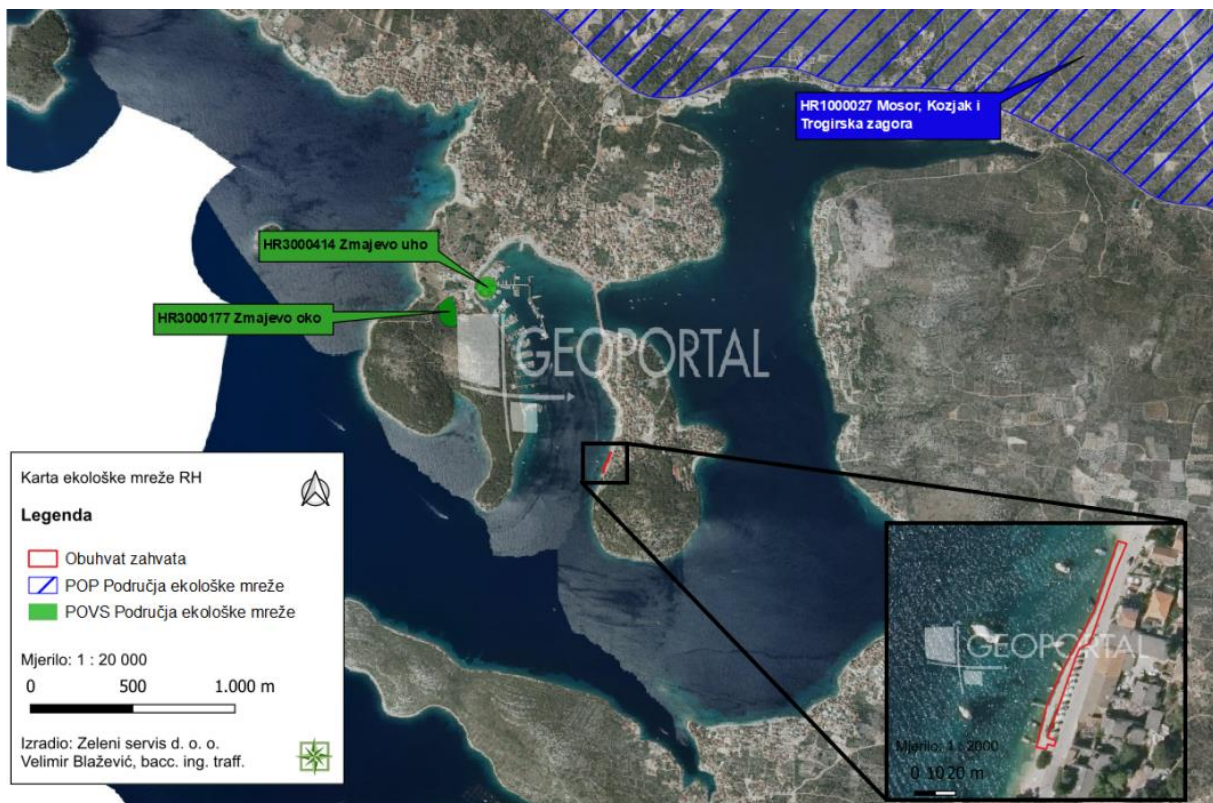 HR1000027 Mosor, Kozjak i
Trogirska zagora
HR3000414 Zmajevo uho
HR3000177 Zmajevo oko
GEOPORTAL
Karta ekološke mreže RH
Legenda
Obuhvat zahvata
POP Područja ekološke mreže
POVS Područja ekološke mreže
Mjerilo: 1 : 20 000
0 500 1.000 m
Izradio: Zeleni servis d. o. o.
Velimir Blažević, bacc. ing. traff.
GEOPORTAL
Mjerilo: 1 : 2000
0 1020 m